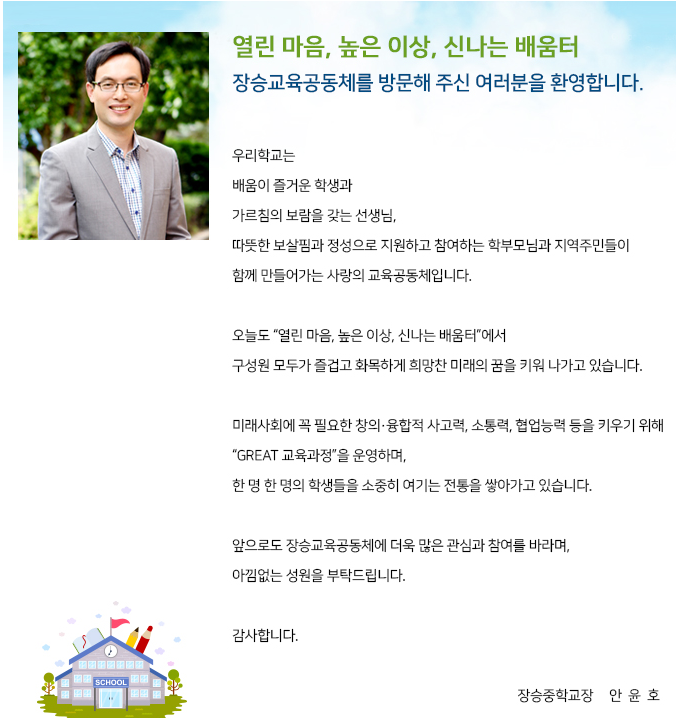 열린 마음, 높은 이상, 신나는 배움터
장승교육공동체를 방문해 주신 여러분을 환영합니다.
우리학교는
배움이 즐거운 학생과
가르침의 보람을 갖는 선생님,
따뜻한 보살핌과 정성으로 지원하고 참여하는 학부모님과 지역주민들이
함께 만들어가는 사랑의 교육공동체입니다.
오늘도 “열린 마음, 높은 이상, 신나는 배움터“에서
구성원 모두가 즐겁고 화목하게 희망찬 미래의 꿈을 키워 나가고 있습니다.
미래사회에 꼭 필요한 창의·융합적 사고력, 소통력, 협업능력 등을 키우기 위해
“GREAT 교육과정”을 운영하며,
한 명 한 명의 학생들을 소중히 여기는 전통을 쌓아가고 있습니다.
앞으로도 장승교육공동체에 더욱 많은 관심과 참여를 바라며,
아낌없는 성원을 부탁드립니다.
감사합니다.
SCHOOL
장승중학교장 안 윤 호